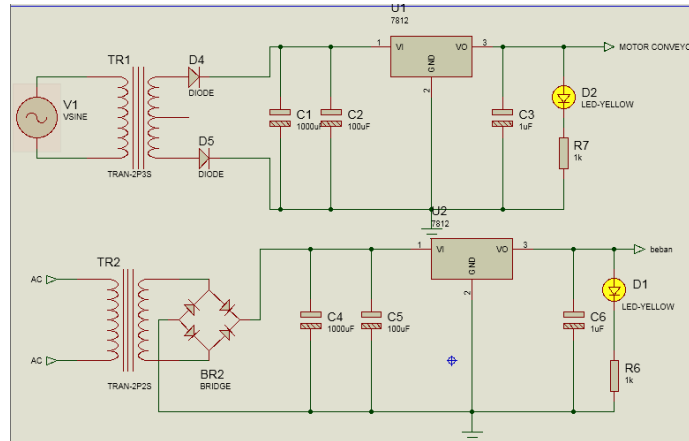 U1
7812
TR1
D4
DIODE
1
VI
VO
3
GND
2
MOTOR CONVEYO
V1
VSINE
D5
DIODE
TRAN-2P3S
C1
1000uF
C2
100uF
C3
1uF
D2
LED-YELLOW
R7
1k
U2
7812
TR2
AC
AC
TRAN-2P2S
BR2
BRIDGE
1
VI
VO
3
GND
2
beban
C4
1000uF
C5
100uF
C6
1uF
D1
LED-YELLOW
R6
1k